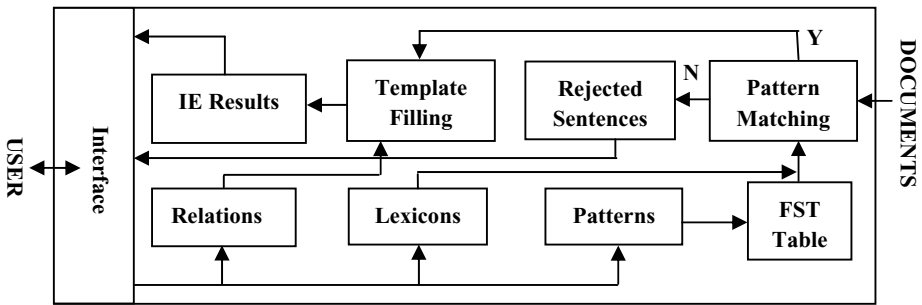 USER
Interface
IE Results
Template
Filling
Rejected
Sentences
Y
N
Pattern
Matching
DOCUMENTS
Relations
Lexicons
Patterns
FST
Table